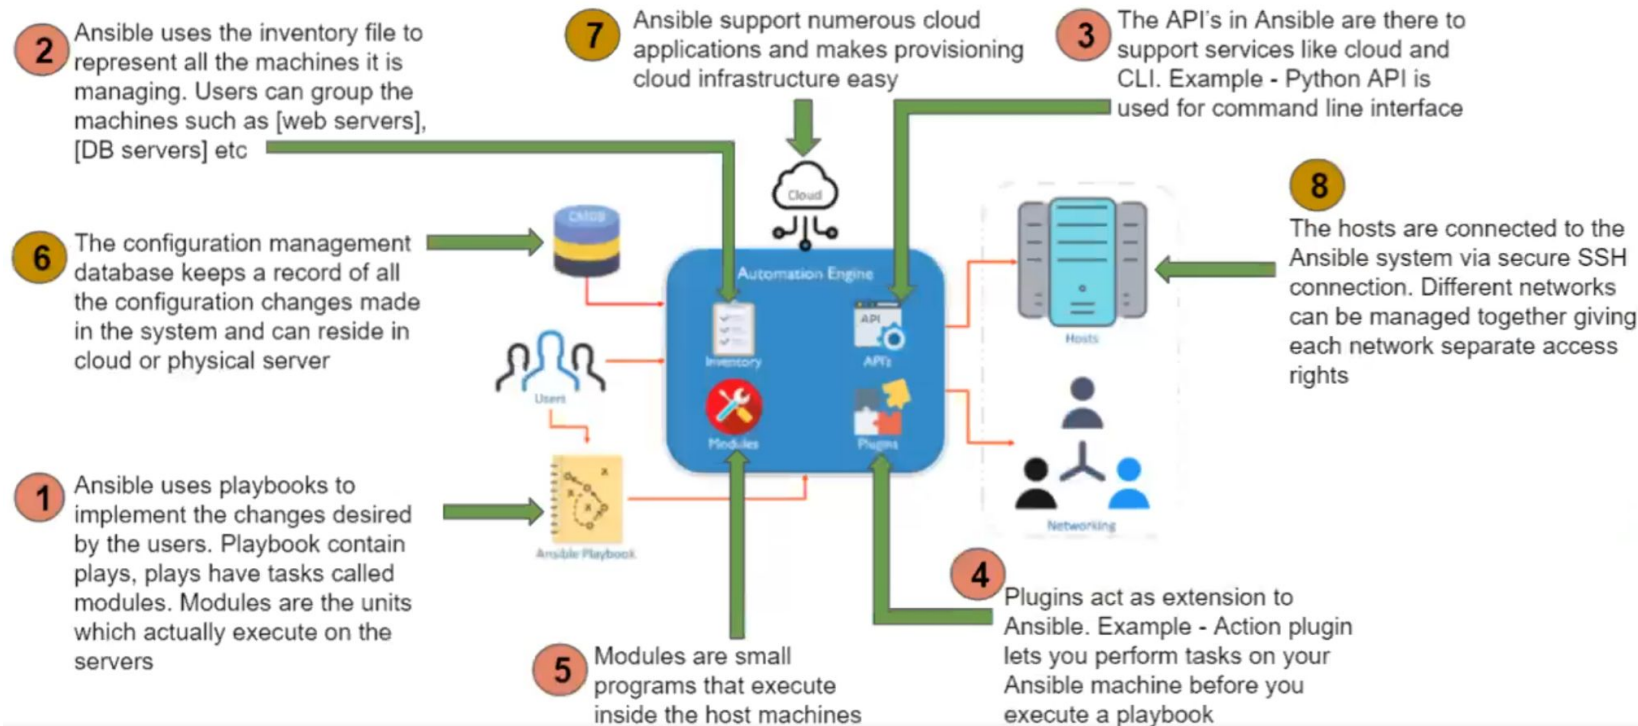 2
Ansible uses the inventory file to
represent all the machines it is
managing. Users can group the
machines such as [web servers],
[DB servers] etc
7
Ansible support numerous cloud
applications and makes provisioning
cloud infrastructure easy
3
The API's in Ansible are there to
support services like cloud and
CLI. Example - Python API is
used for command line interface
Cloud
8
The hosts are connected to the
Ansible system via secure SSH
connection. Different networks
can be managed together giving
each network separate access
rights
6
The configuration management
database keeps a record of all
the configuration changes made
in the system and can reside in
cloud or physical server
CMDB
Automation Engine
Inventory
API
API's
Modules
Plugins
Hosts
Users
Networking
1
Ansible uses playbooks to
implement the changes desired
by the users. Playbook contain
plays, plays have tasks called
modules. Modules are the units
which actually execute on the
servers
Ansible Playbook
5
Modules are small
programs that execute
inside the host machines
4
Plugins act as extension to
Ansible. Example - Action plugin
lets you perform tasks on your
Ansible machine before you
execute a playbook